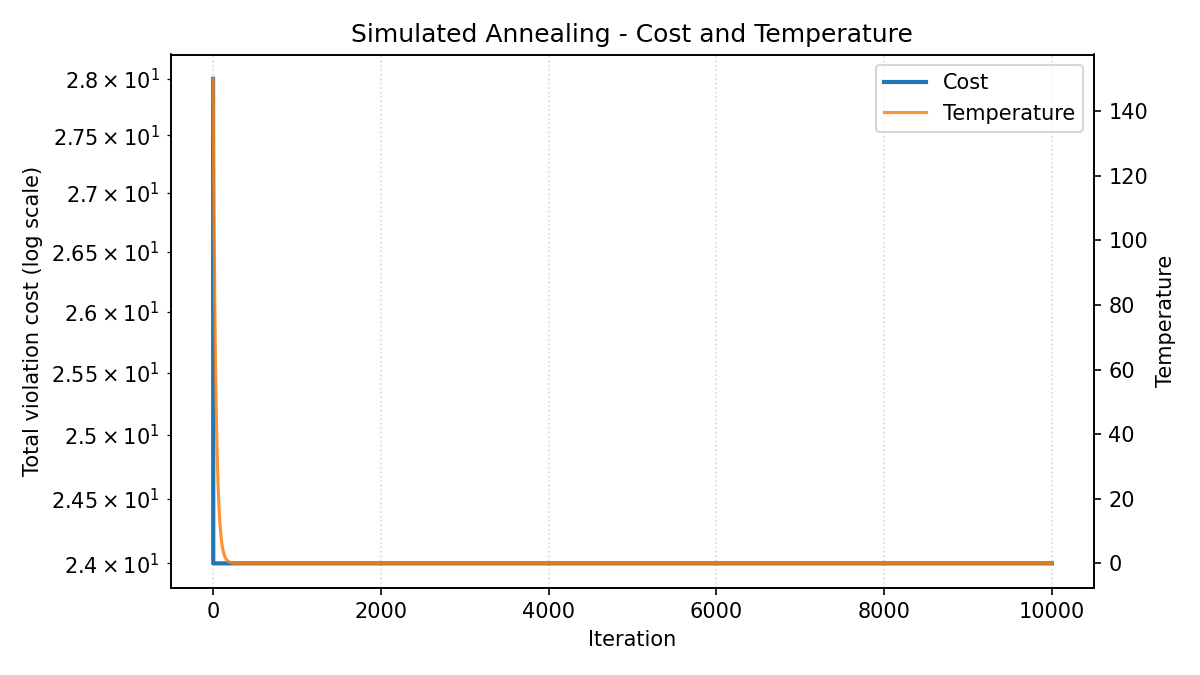 Simulated Annealing - Cost and Temperature
Total violation cost (log scale)
2.8 × 10¹
2.75 × 10¹
2.7 × 10¹
2.65 × 10¹
2.6 × 10¹
2.55 × 10¹
2.5 × 10¹
2.45 × 10¹
2.4 × 10¹
Cost
Temperature
140
120
100
80
60
40
20
0
Temperature
0 2000 4000 6000 8000 10000
Iteration